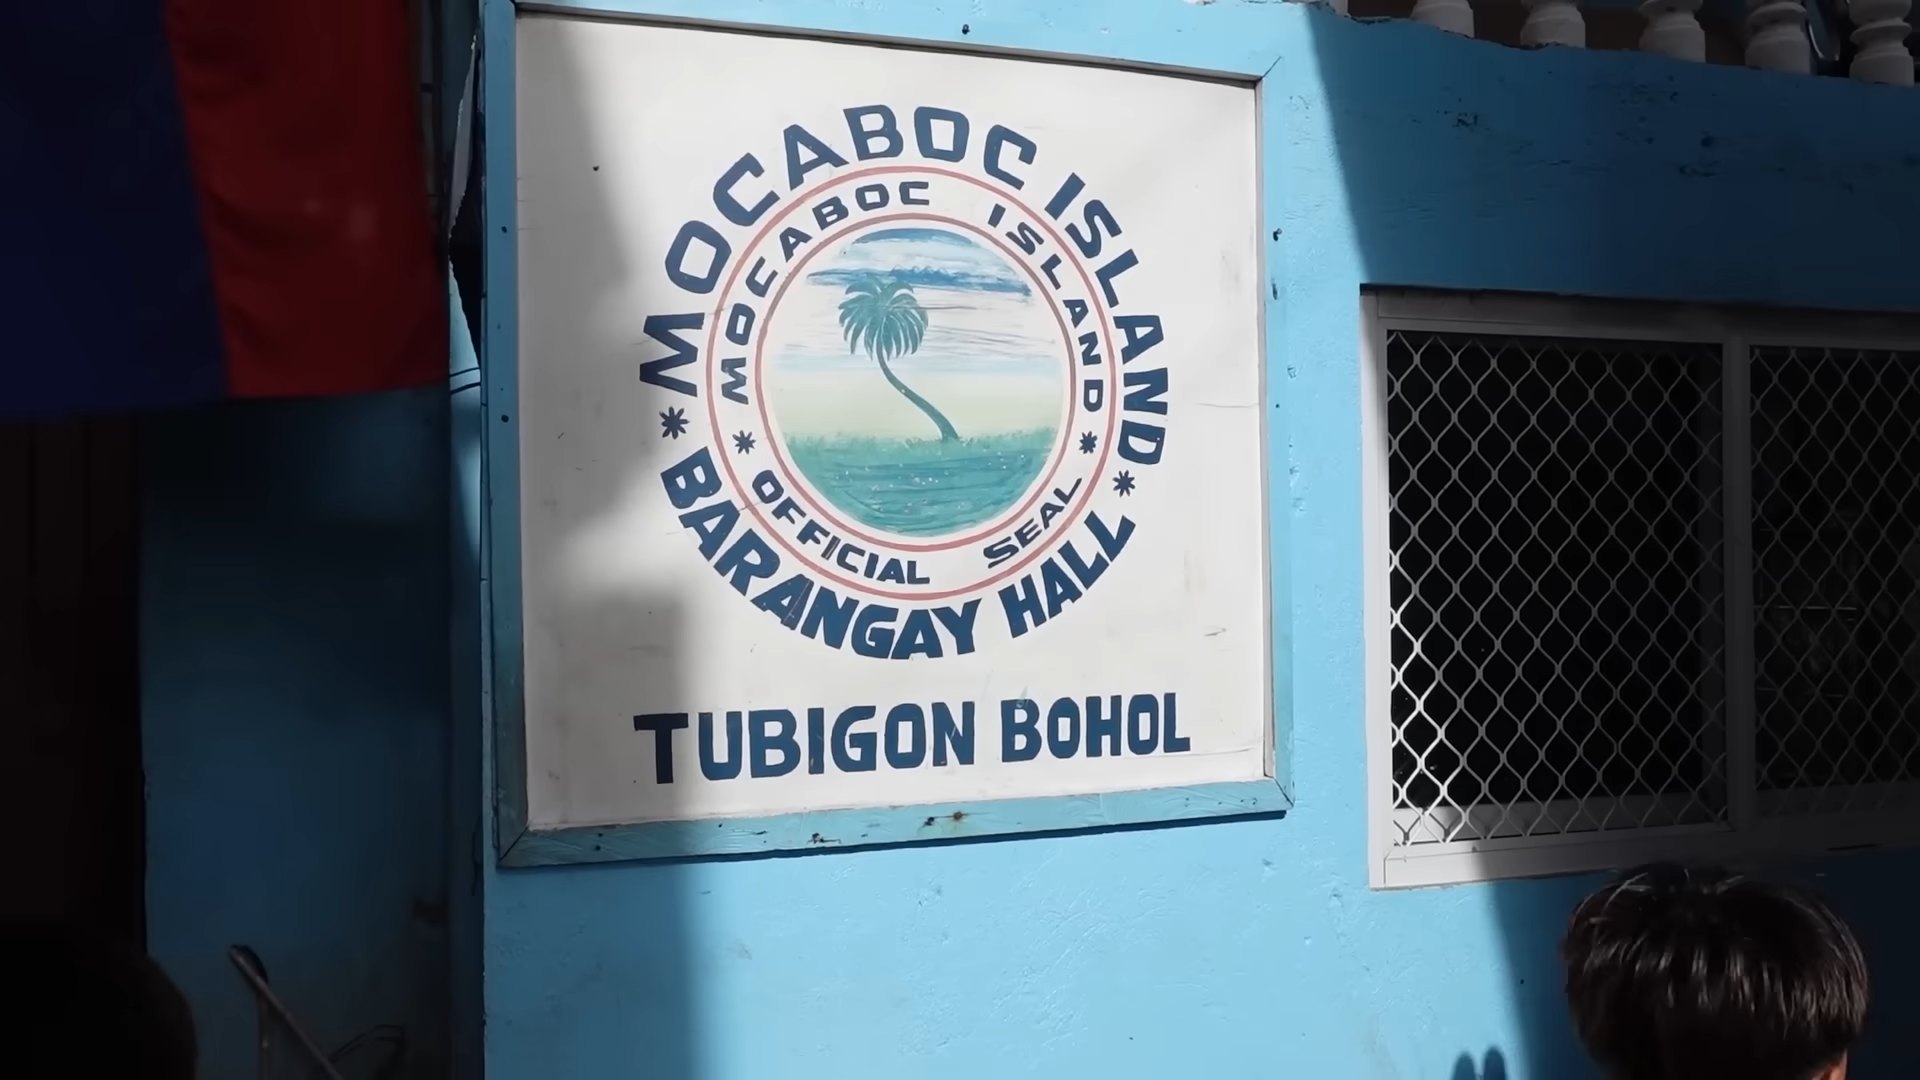 MOCABOC ISLAND
MOCABOC ISLAND
OFFICIAL SEAL
BARANGAY HALL
TUBIGON BOHOL